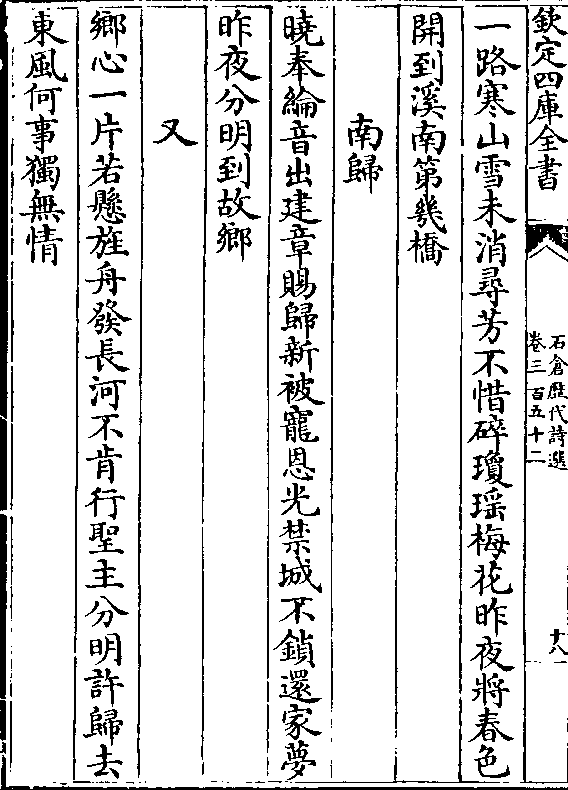 欽定四庫全書
石倉歷代詩選
卷三百五十二
十八
一路寒山雪未消尋芳不惜碎瓊瑶梅花昨夜將春色
開到溪南第幾橋
南歸
曉奉綸音出建章賜歸新被寵恩光禁城不鎖還家夢
昨夜分明到故鄉
又
鄉心一片若懸旌舟發長河不肯行聖主分明許歸去
東風何事獨無情